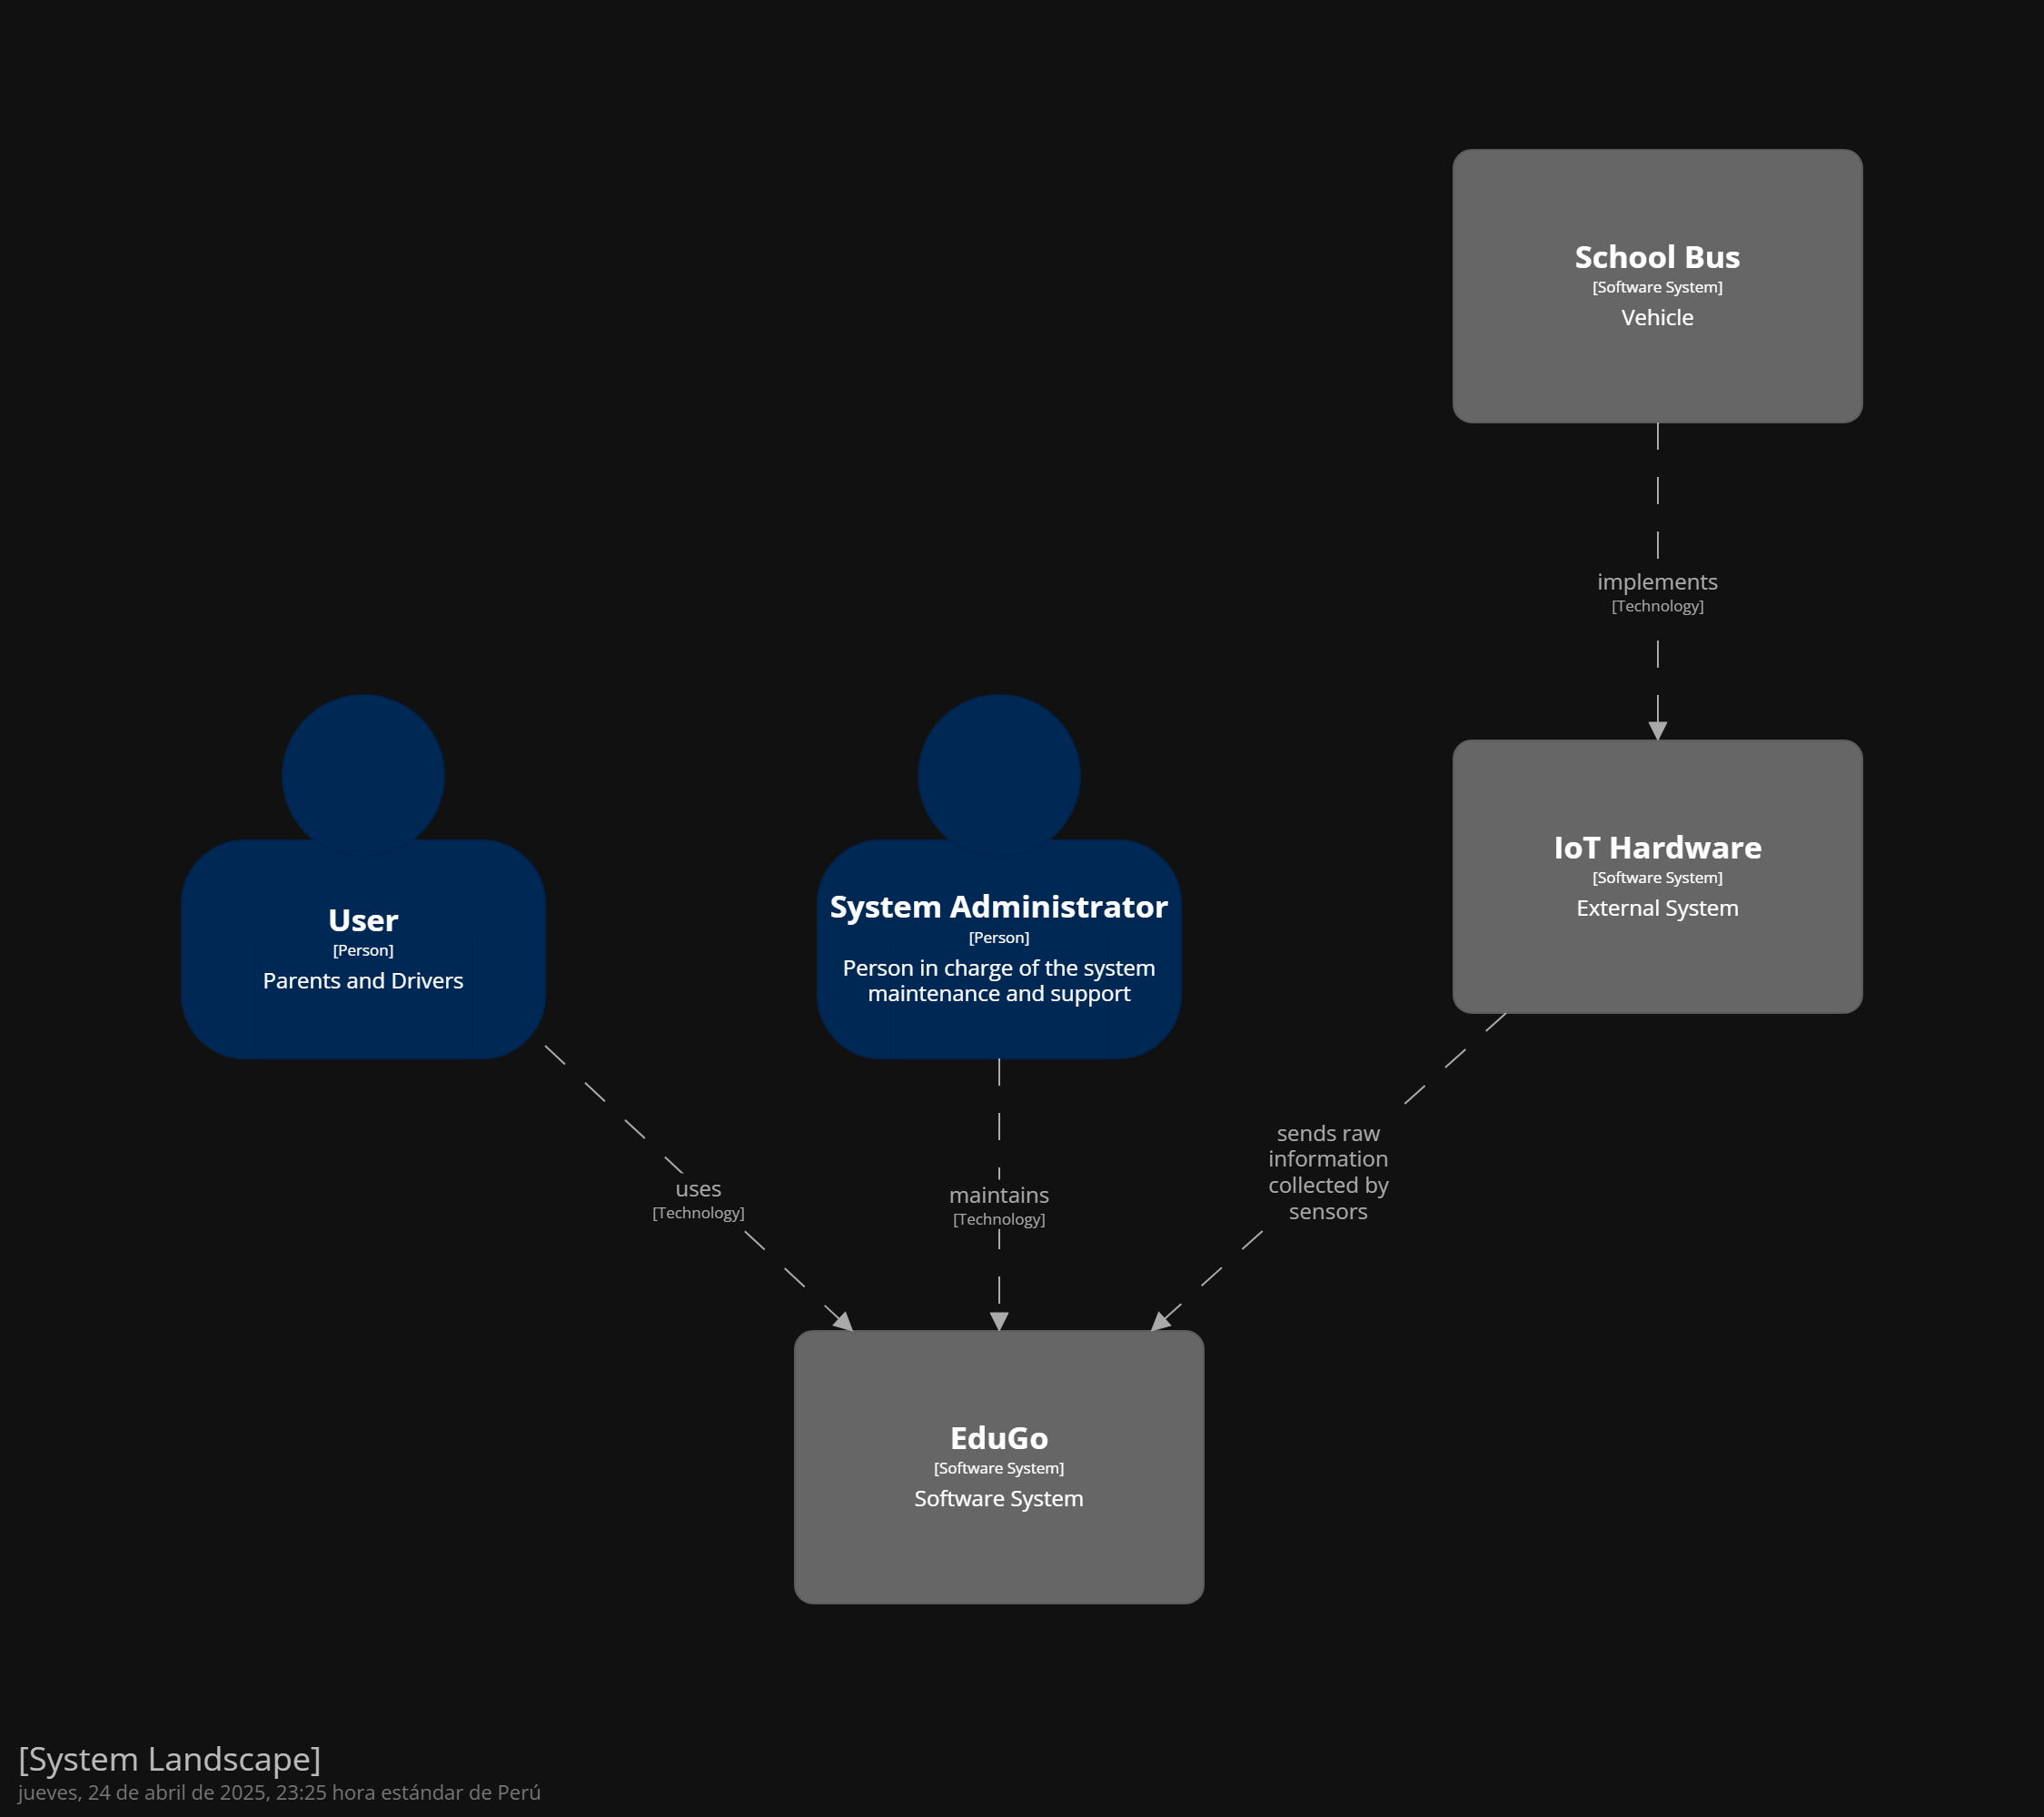 School Bus
[Software System]
Vehicle
implements
[Technology]
IoT Hardware
[Software System]
External System
User
[Person]
Parents and Drivers
System Administrator
[Person]
Person in charge of the system
maintenance and support
uses
[Technology]
maintains
[Technology]
sends raw
information
collected by
sensors
EduGo
[Software System]
Software System
[System Landscape]
jueves, 24 de abril de 2025, 23:25 hora estándar de Perú